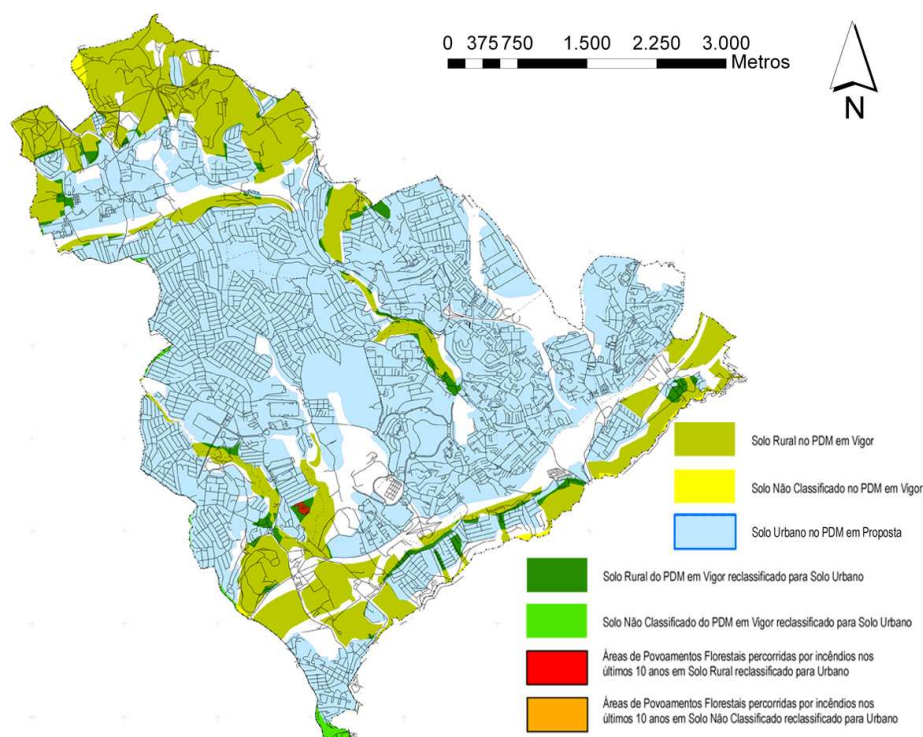 0 375 750 1.500 2.250 3.000
Metros
N
Solo Rural no PDM em Vigor
Solo Não Classificado no PDM em Vigor
Solo Urbano no PDM em Proposta
Solo Rural do PDM em Vigor reclassificado para Solo Urbano
Solo Não Classificado do PDM em Vigor reclassificado para Solo Urbano
Áreas de Povoamentos Florestais percorridas por incêndios nos
últimos 10 anos em Solo Rural reclassificado para Urbano
Áreas de Povoamentos Florestais percorridas por incêndios nos
últimos 10 anos em Solo Não Classificado reclassificado para Urbano